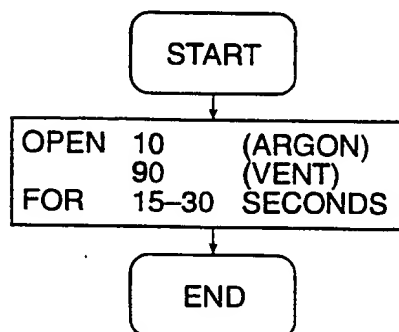 START
OPEN 10 (ARGON)
90 (VENT)
FOR 15–30 SECONDS
END